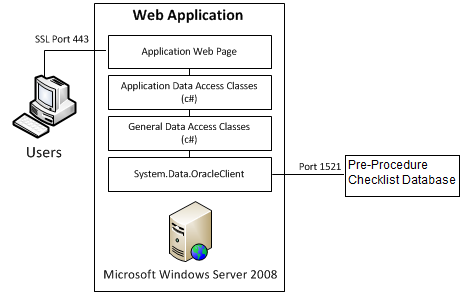 Web Application
SSL Port 443
Application Web Page
Application Data Access Classes
(c#)
General Data Access Classes
(c#)
Users
System.Data.OracleClient
Port 1521
Pre-Procedure
Checklist Database
Microsoft Windows Server 2008